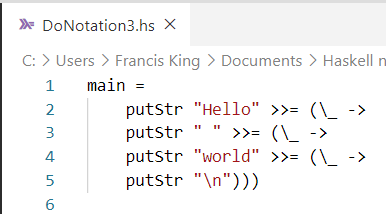 DoNotation3.hs ×
C: > Users > Francis King > Documents > Haskell n
1 main =
2 putStr "Hello" >>= (\_ ->
3 putStr " " >>= (\_ ->
4 putStr "world" >>= (\_ ->
5 putStr "\n")))
6